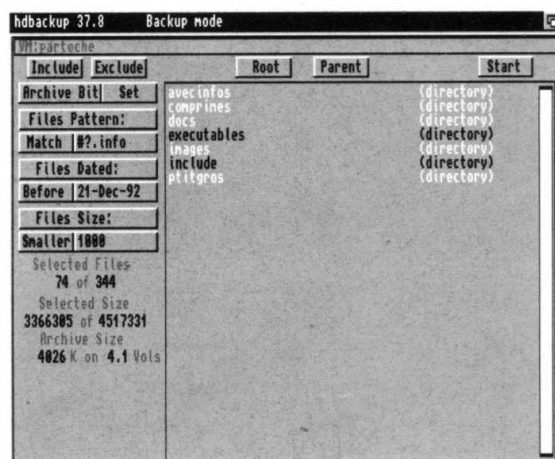 hdbackup 37.8 Backup mode
VM:parteche
Include Exclude Root Parent Start
Archive Bit Set
Files Pattern:
Match #?.info
Files Dated:
Before 21-Dec-92
Files Size:
Smaller 1000
Selected Files
74 of 344
Selected Size
3366305 of 4517331
Archive Size
4026 K on 4.1 Vols
avecinfos (directory)
comprimes (directory)
docs (directory)
executables (directory)
images (directory)
include (directory)
ptitgros (directory)